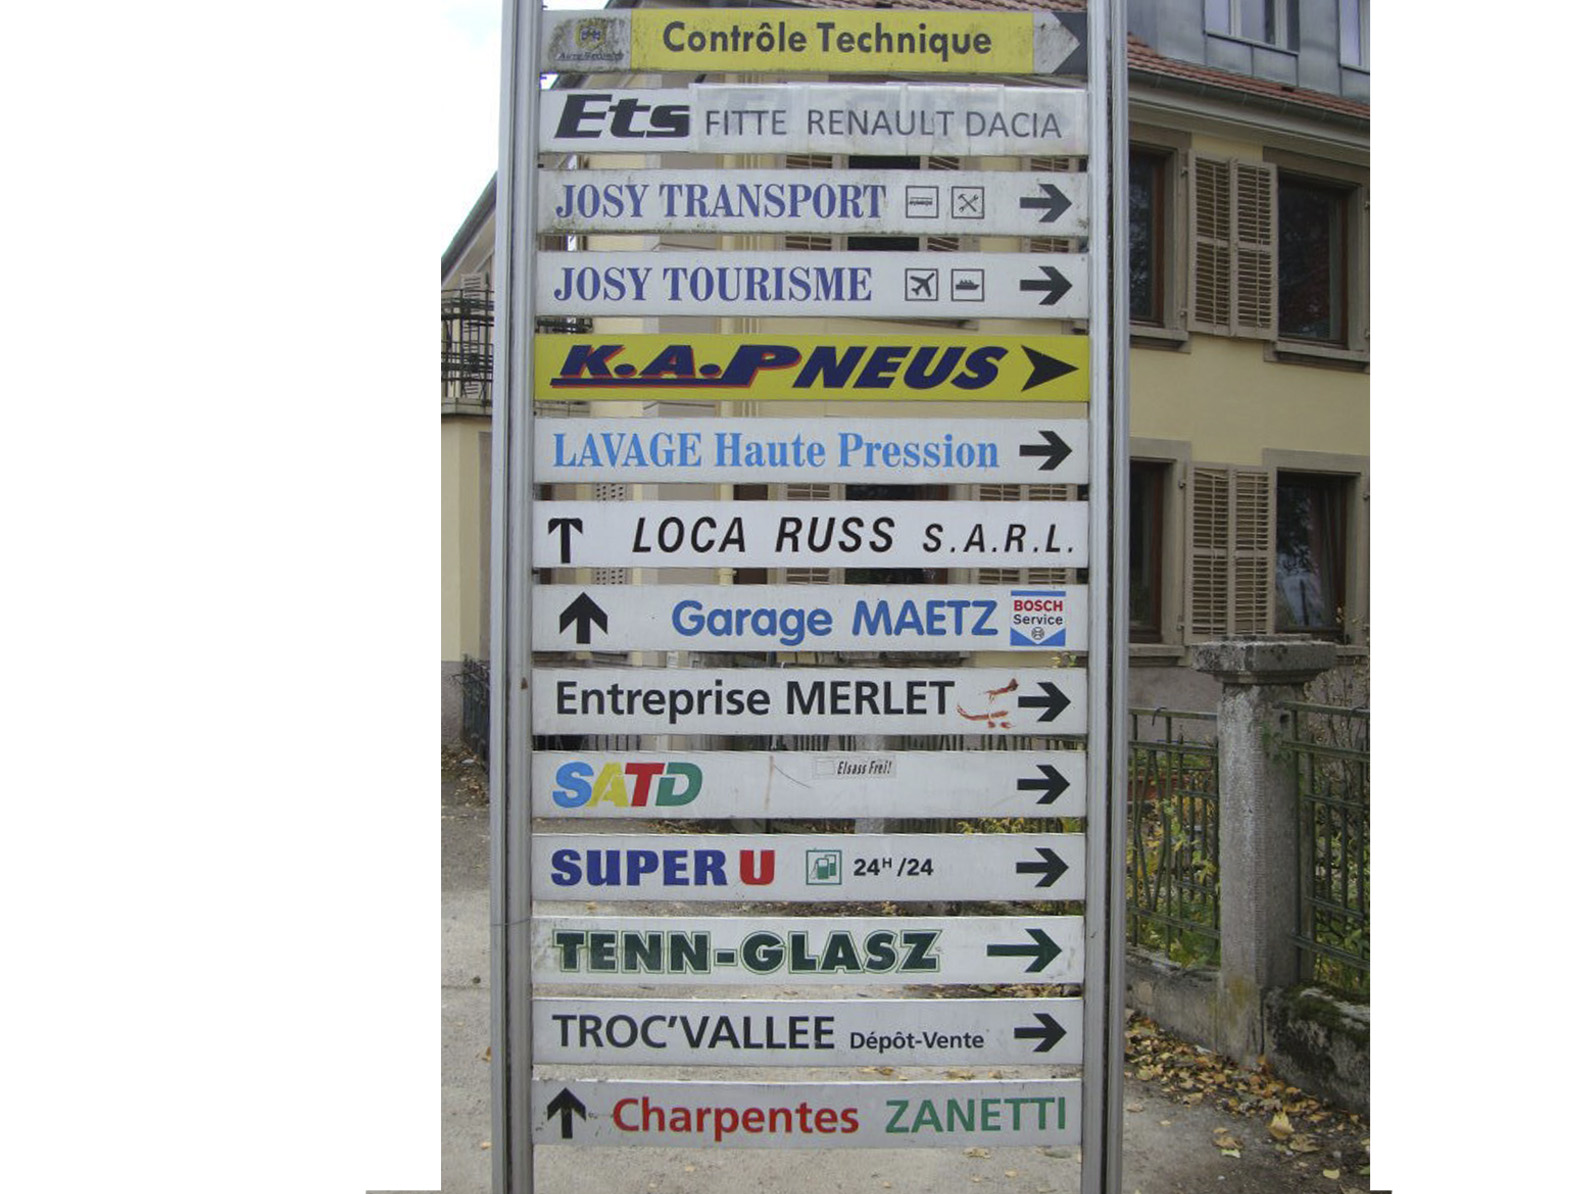 Contrôle Technique
Ets FITTE RENAULT DACIA
JOSY TRANSPORT
JOSY TOURISME
K.A.PNEUS
LAVAGE Haute Pression
LOCA RUSS S.A.R.L.
Garage MAETZ BOSCH Service
Entreprise MERLET
SATD Elsass Frei!
SUPER U 24H/24
TENN-GLASZ
TROC'VALLEE Dépôt-Vente
Charpentes ZANETTI